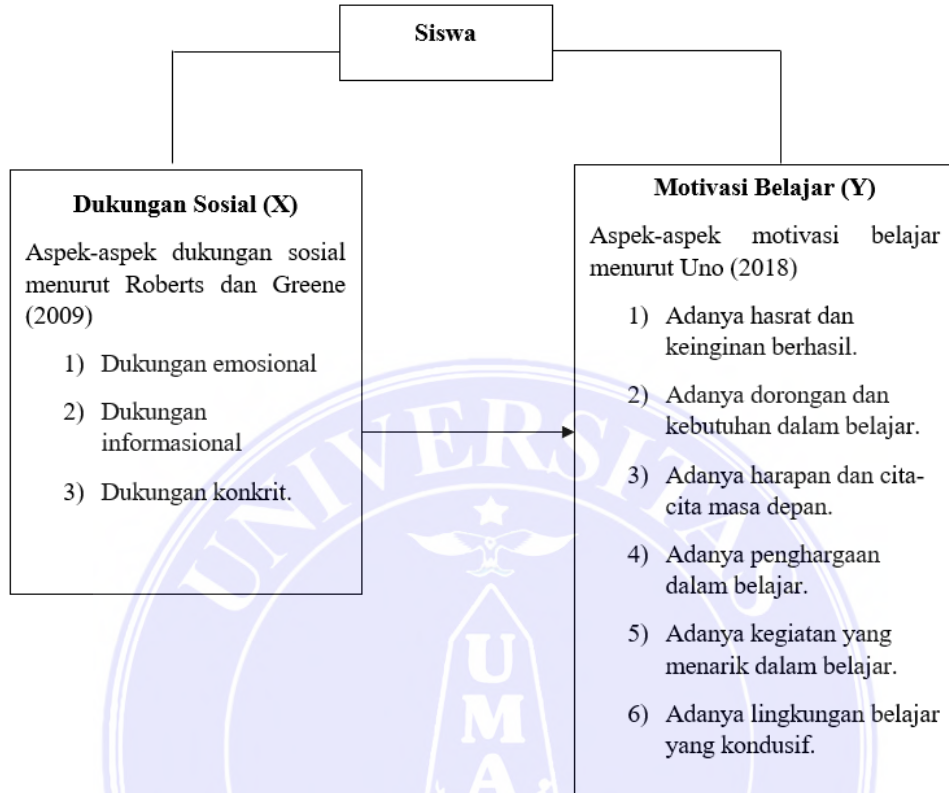 Siswa
Dukungan Sosial (X)
Aspek-aspek dukungan sosial
menurut Roberts dan Greene
(2009)
1) Dukungan emosional
2) Dukungan
informasional
3) Dukungan konkrit.
Motivasi Belajar (Y)
Aspek-aspek motivasi belajar
menurut Uno (2018)
1) Adanya hasrat dan
keinginan berhasil.
2) Adanya dorongan dan
kebutuhan dalam belajar.
3) Adanya harapan dan cita-
cita masa depan.
4) Adanya penghargaan
dalam belajar.
5) Adanya kegiatan yang
menarik dalam belajar.
6) Adanya lingkungan belajar
yang kondusif.
UNIVERSITAS
U
M
A